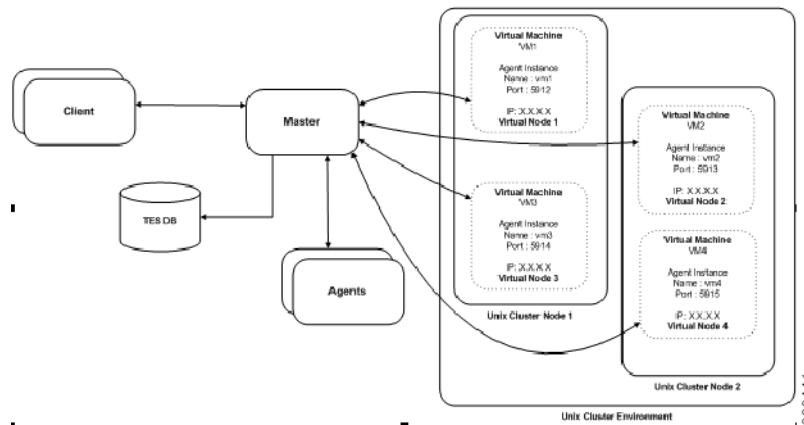 Client
Master
TES DB
Agents
Virtual Machine
VM1
Agent Instance
Name : vm1
Port : 5912
IP: X.X.X.X
Virtual Node 1
Virtual Machine
VM3
Agent Instance
Name : vm3
Port : 5914
IP: X.X.X.X
Virtual Node 3
Unix Cluster Node 1
Virtual Machine
VM2
Agent Instance
Name : vm2
Port : 5913
IP: X.X.X.X
Virtual Node 2
Virtual Machine
VM4
Agent Instance
Name : vm4
Port : 5915
IP: X.X.X.X
Virtual Node 4
Unix Cluster Node 2
Unix Cluster Environment